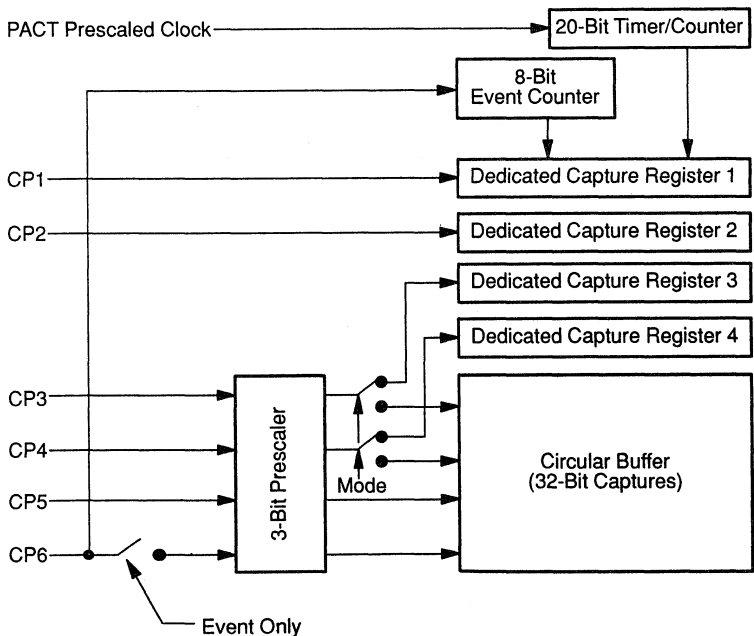 PACT Prescaled Clock
20-Bit Timer/Counter
8-Bit
Event Counter
CP1
Dedicated Capture Register 1
CP2
Dedicated Capture Register 2
Dedicated Capture Register 3
Dedicated Capture Register 4
CP3
CP4
CP5
CP6
3-Bit Prescaler
Mode
Circular Buffer
(32-Bit Captures)
Event Only